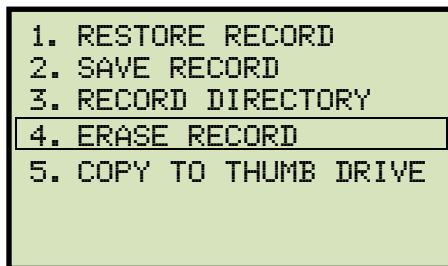 1. RESTORE RECORD
2. SAVE RECORD
3. RECORD DIRECTORY
4. ERASE RECORD
5. COPY TO THUMB DRIVE